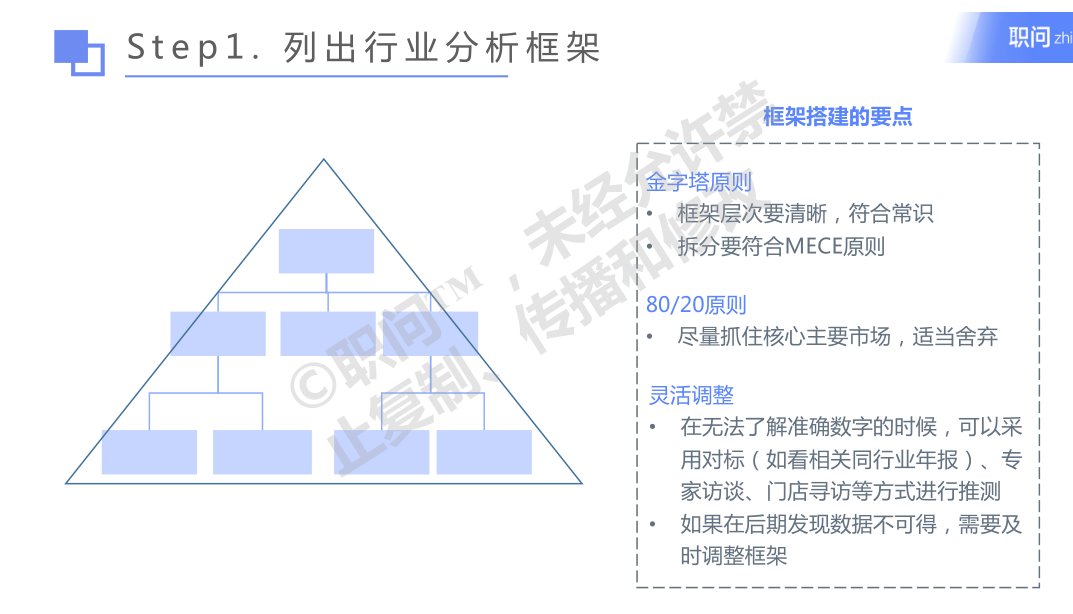 Step1. 列出行业分析框架
职问 zhi
框架搭建的要点
金字塔原则
• 框架层次要清晰，符合常识
• 拆分要符合MECE原则
80/20原则
• 尽量抓住核心主要市场，适当舍弃
灵活调整
• 在无法了解准确数字的时候，可以采
用对标（如看相关同行业年报）、专
家访谈、门店寻访等方式进行推测
• 如果在后期发现数据不可得，需要及
时调整框架
©职问™，未经允许禁
止复制、传播和修改